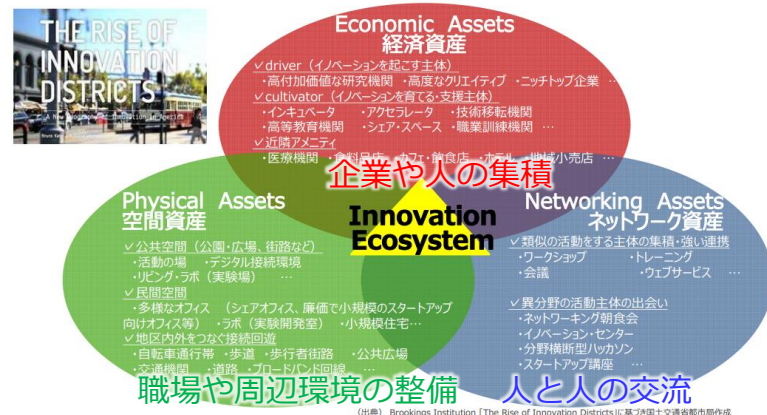 THE RISE OF
INNOVATION
DISTRICTS
A New Geography of Innovation in America
Economic Assets
経済資産
✓driver（イノベーションを起こす主体）
・高付加価値な研究機関 ・高度なクリエイティブ ・ニッチトップ企業 …
✓cultivator（イノベーションを育てる・支援主体）
・インキュベータ ・アクセラレータ ・技術移転機関
・高等教育機関 ・シェア・スペース ・職業訓練機関 …
✓近隣アメニティ
・医療機関 ・食料品店 ・カフェ・飲食店 ・ホテル ・地域小売店 …
企業や人の集積
Physical Assets
空間資産
✓公共空間（公園・広場、街路など）
・活動の場 ・デジタル接続環境
・リビング・ラボ（実験場） …
✓民間空間
・多様なオフィス （シェアオフィス、廉価で小規模のスタートアップ
向けオフィス等） ・ラボ（実験開発室） ・小規模住宅…
✓地区内外をつなぐ接続回遊
・自転車通行帯 ・歩道 ・歩行者街路 ・公共広場
・交通機関 ・道路 ・ブロードバンド回線 …
職場や周辺環境の整備
Innovation
Ecosystem
Networking Assets
ネットワーク資産
✓類似の活動をする主体の集積・強い連携
・ワークショップ ・トレーニング
・会議 ・ウェブサービス …
✓異分野の活動主体の出会い
・ネットワーキング朝食会
・イノベーション・センター
・分野横断型ハッカソン
・スタートアップ講座 …
人と人の交流
（出典） Brookings Institution「The Rise of Innovation Districts」に基づき国土交通省都市局作成